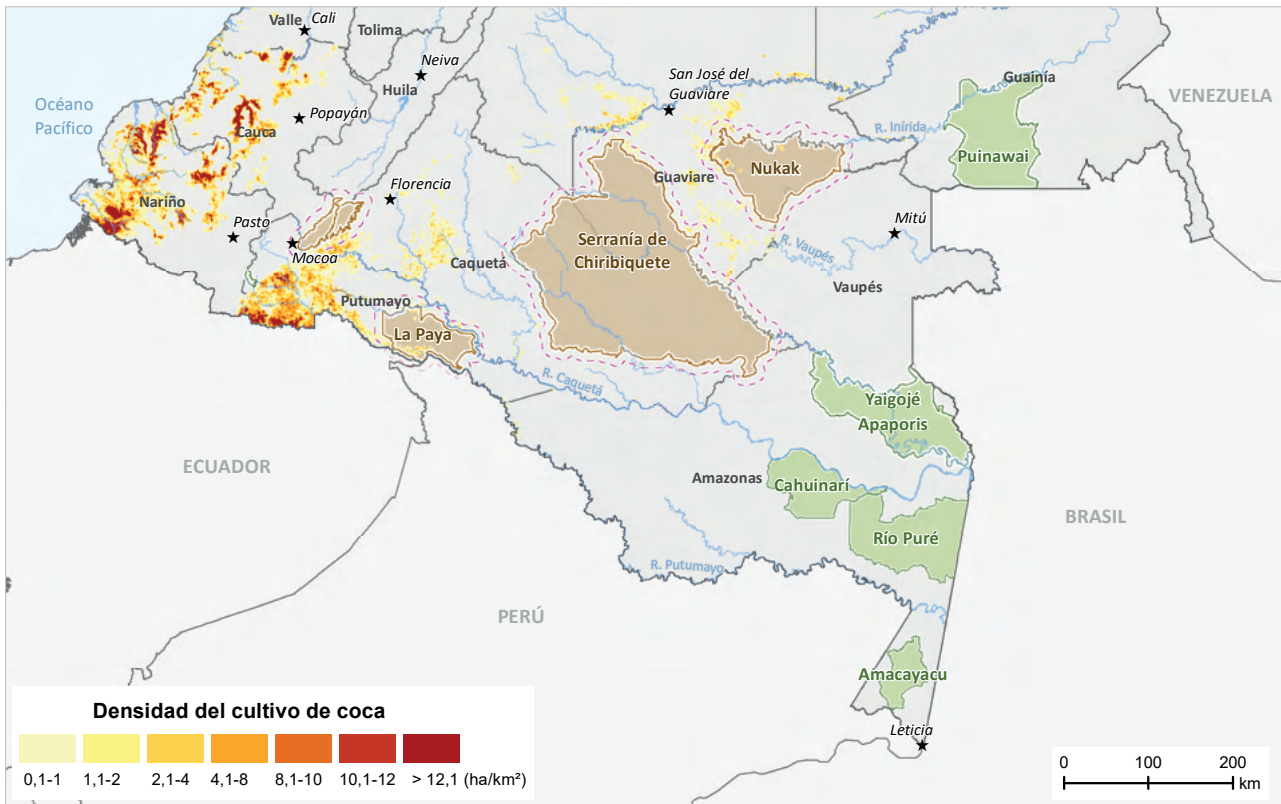 Valle
Cali
Tolima
Neiva
Huila
San José del
Guaviare
Guainía
VENEZUELA
Océano
Pacífico
Popayán
Cauca
R. Inírida
Puinawai
Nukak
Guaviare
Florencia
Nariño
Pasto
Mocoa
Mitú
Serranía de
Chiribiquete
R. Vaupés
Caquetá
Vaupés
Putumayo
La Paya
R. Caquetá
Yaigojé
Apaporis
ECUADOR
Amazonas
Cahuinarí
BRASIL
Río Puré
R. Putumayo
PERÚ
Amacayacu
Leticia
Densidad del cultivo de coca
0,1-1 1,1-2 2,1-4 4,1-8 8,1-10 10,1-12 > 12,1 (ha/km²)
0 100 200
km